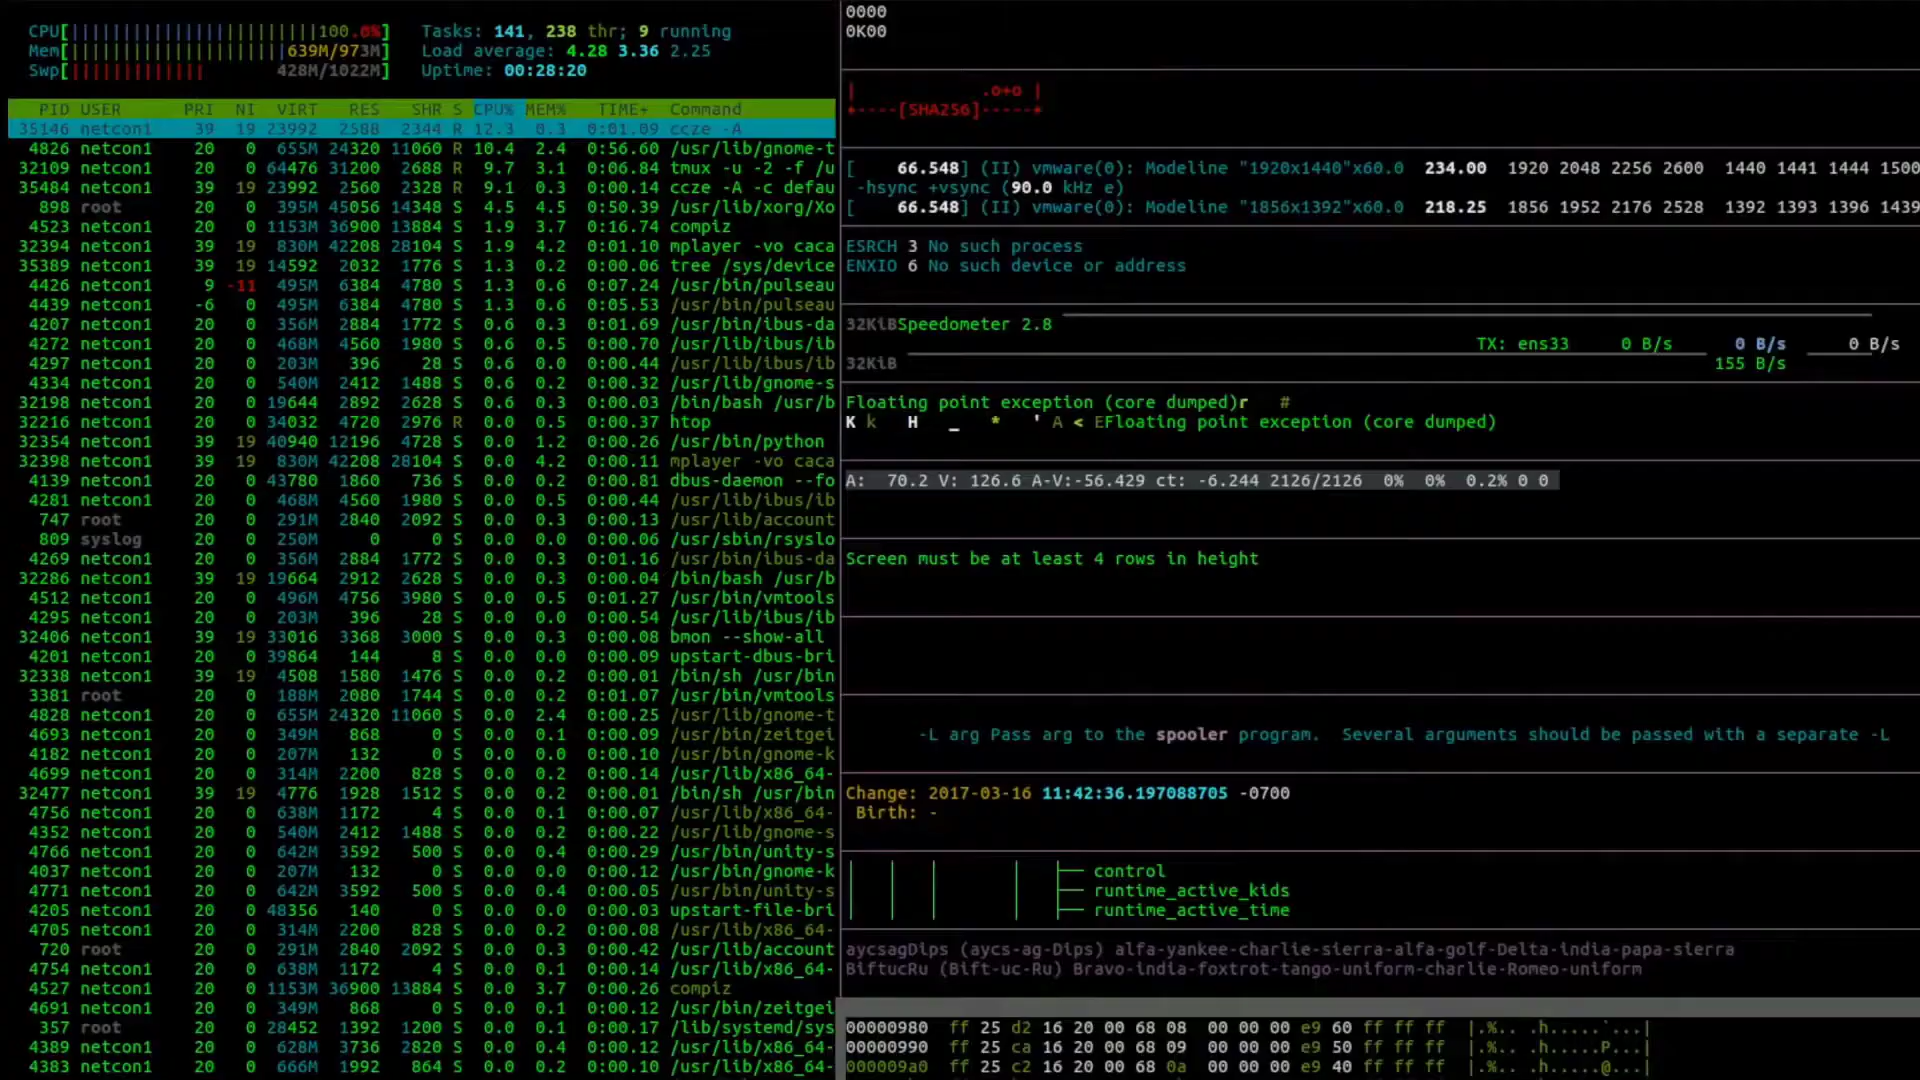 CPU[||||||||||||||||||||||||100.0%] Tasks: 141, 238 thr; 9 running
Mem[|||||||||||||||||||||639M/973M] Load average: 4.28 3.36 2.25
Swp[||||||||||||| 428M/1022M] Uptime: 00:28:20
PID USER PRI NI VIRT RES SHR S CPU% MEM% TIME+ Command
35146 netcon1 39 19 23992 2588 2344 R 12.3 0.3 0:01.09 ccze -A
4826 netcon1 20 0 655M 24320 11060 R 10.4 2.4 0:56.60 /usr/lib/gnome-t
32109 netcon1 20 0 64476 31200 2688 R 9.7 3.1 0:06.84 tmux -u -2 -f /u
35484 netcon1 39 19 23992 2560 2328 R 9.1 0.3 0:00.14 ccze -A -c defau
898 root 20 0 395M 45056 14348 S 4.5 4.5 0:50.39 /usr/lib/xorg/Xo
4523 netcon1 20 0 1153M 36900 13884 S 1.9 3.7 0:16.74 compiz
32394 netcon1 39 19 830M 42208 28104 S 1.9 4.2 0:01.10 mplayer -vo caca
35389 netcon1 39 19 14592 2032 1776 S 1.3 0.2 0:00.06 tree /sys/device
4426 netcon1 9 -11 495M 6384 4780 S 1.3 0.6 0:07.24 /usr/bin/pulseau
4439 netcon1 -6 0 495M 6384 4780 S 1.3 0.6 0:05.53 /usr/bin/pulseau
4207 netcon1 20 0 356M 2884 1772 S 0.6 0.3 0:01.69 /usr/bin/ibus-da
4272 netcon1 20 0 468M 4560 1980 S 0.6 0.5 0:00.70 /usr/lib/ibus/ib
4297 netcon1 20 0 203M 396 28 S 0.6 0.0 0:00.44 /usr/lib/ibus/ib
4334 netcon1 20 0 540M 2412 1488 S 0.6 0.2 0:00.32 /usr/lib/gnome-s
32198 netcon1 20 0 19644 2892 2628 S 0.6 0.3 0:00.03 /bin/bash /usr/b
32216 netcon1 20 0 34032 4720 2976 R 0.0 0.5 0:00.37 htop
32354 netcon1 39 19 40940 12196 4728 S 0.0 1.2 0:00.26 /usr/bin/python
32398 netcon1 39 19 830M 42208 28104 S 0.0 4.2 0:00.11 mplayer -vo caca
4139 netcon1 20 0 43780 1860 736 S 0.0 0.2 0:00.81 dbus-daemon --fo
4281 netcon1 20 0 468M 4560 1980 S 0.0 0.5 0:00.44 /usr/lib/ibus/ib
747 root 20 0 291M 2840 2092 S 0.0 0.3 0:00.13 /usr/lib/account
809 syslog 20 0 250M 0 0 S 0.0 0.0 0:00.06 /usr/sbin/rsyslo
4269 netcon1 20 0 356M 2884 1772 S 0.0 0.3 0:01.16 /usr/bin/ibus-da
32286 netcon1 39 19 19664 2912 2628 S 0.0 0.3 0:00.04 /bin/bash /usr/b
4512 netcon1 20 0 496M 4756 3980 S 0.0 0.5 0:01.27 /usr/bin/vmtools
4295 netcon1 20 0 203M 396 28 S 0.0 0.0 0:00.54 /usr/lib/ibus/ib
32406 netcon1 39 19 33016 3368 3000 S 0.0 0.3 0:00.08 bmon --show-all
4201 netcon1 20 0 39864 144 8 S 0.0 0.0 0:00.09 upstart-dbus-bri
32338 netcon1 39 19 4508 1580 1476 S 0.0 0.2 0:00.01 /bin/sh /usr/bin
3381 root 20 0 188M 2080 1744 S 0.0 0.2 0:01.07 /usr/bin/vmtools
4828 netcon1 20 0 655M 24320 11060 S 0.0 2.4 0:00.25 /usr/lib/gnome-t
4693 netcon1 20 0 349M 868 0 S 0.0 0.1 0:00.09 /usr/bin/zeitgei
4182 netcon1 20 0 207M 132 0 S 0.0 0.0 0:00.10 /usr/bin/gnome-k
4699 netcon1 20 0 314M 2200 828 S 0.0 0.2 0:00.14 /usr/lib/x86_64-
32477 netcon1 39 19 4776 1928 1512 S 0.0 0.2 0:00.01 /bin/sh /usr/bin
4756 netcon1 20 0 638M 1172 4 S 0.0 0.1 0:00.07 /usr/lib/x86_64-
4352 netcon1 20 0 540M 2412 1488 S 0.0 0.2 0:00.22 /usr/lib/gnome-s
4766 netcon1 20 0 642M 3592 500 S 0.0 0.4 0:00.29 /usr/bin/unity-s
4037 netcon1 20 0 207M 132 0 S 0.0 0.0 0:00.12 /usr/bin/gnome-k
4771 netcon1 20 0 642M 3592 500 S 0.0 0.4 0:00.05 /usr/bin/unity-s
4205 netcon1 20 0 48356 140 0 S 0.0 0.0 0:00.03 upstart-file-bri
4705 netcon1 20 0 314M 2200 828 S 0.0 0.2 0:00.08 /usr/lib/x86_64-
720 root 20 0 291M 2840 2092 S 0.0 0.3 0:00.42 /usr/lib/account
4754 netcon1 20 0 638M 1172 4 S 0.0 0.1 0:00.14 /usr/lib/x86_64-
4527 netcon1 20 0 1153M 36900 13884 S 0.0 3.7 0:00.26 compiz
4691 netcon1 20 0 349M 868 0 S 0.0 0.1 0:00.12 /usr/bin/zeitgei
357 root 20 0 28452 1392 1200 S 0.0 0.1 0:00.17 /lib/systemd/sys
4389 netcon1 20 0 628M 3736 2820 S 0.0 0.4 0:00.12 /usr/lib/x86_64-
4383 netcon1 20 0 666M 1992 864 S 0.0 0.2 0:00.10 /usr/lib/x86_64-
0000
0K00
| .o+o |
+----[SHA256]-----+
[ 66.548] (II) vmware(0): Modeline "1920x1440"x60.0 234.00 1920 2048 2256 2600 1440 1441 1444 1500
-hsync +vsync (90.0 kHz e)
[ 66.548] (II) vmware(0): Modeline "1856x1392"x60.0 218.25 1856 1952 2176 2528 1392 1393 1396 1439
ESRCH 3 No such process
ENXIO 6 No such device or address
32KiBSpeedometer 2.8
TX: ens33 0 B/s 0 B/s 0 B/s
32KiB 155 B/s
Floating point exception (core dumped)r #
K k H _ * ' A < EFloating point exception (core dumped)
A: 70.2 V: 126.6 A-V:-56.429 ct: -6.244 2126/2126 0% 0% 0.2% 0 0
Screen must be at least 4 rows in height
-L arg Pass arg to the spooler program. Several arguments should be passed with a separate -L
Change: 2017-03-16 11:42:36.197088705 -0700
Birth: -
│ │ │ │ ├── control
│ │ │ │ ├── runtime_active_kids
│ │ │ │ ├── runtime_active_time
aycsagDips (aycs-ag-Dips) alfa-yankee-charlie-sierra-alfa-golf-Delta-india-papa-sierra
BiftucRu (Bift-uc-Ru) Bravo-india-foxtrot-tango-uniform-charlie-Romeo-uniform
00000980 ff 25 d2 16 20 00 68 08 00 00 00 e9 60 ff ff ff |.%.. .h.....`...|
00000990 ff 25 ca 16 20 00 68 09 00 00 00 e9 50 ff ff ff |.%.. .h.....P...|
000009a0 ff 25 c2 16 20 00 68 0a 00 00 00 e9 40 ff ff ff |.%.. .h.....@...|